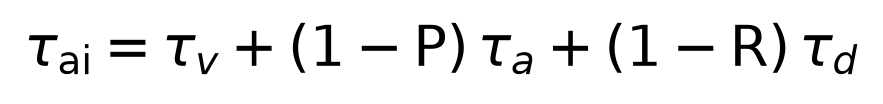 τ_ai = τ_v + (1 − P) τ_a + (1 − R) τ_d